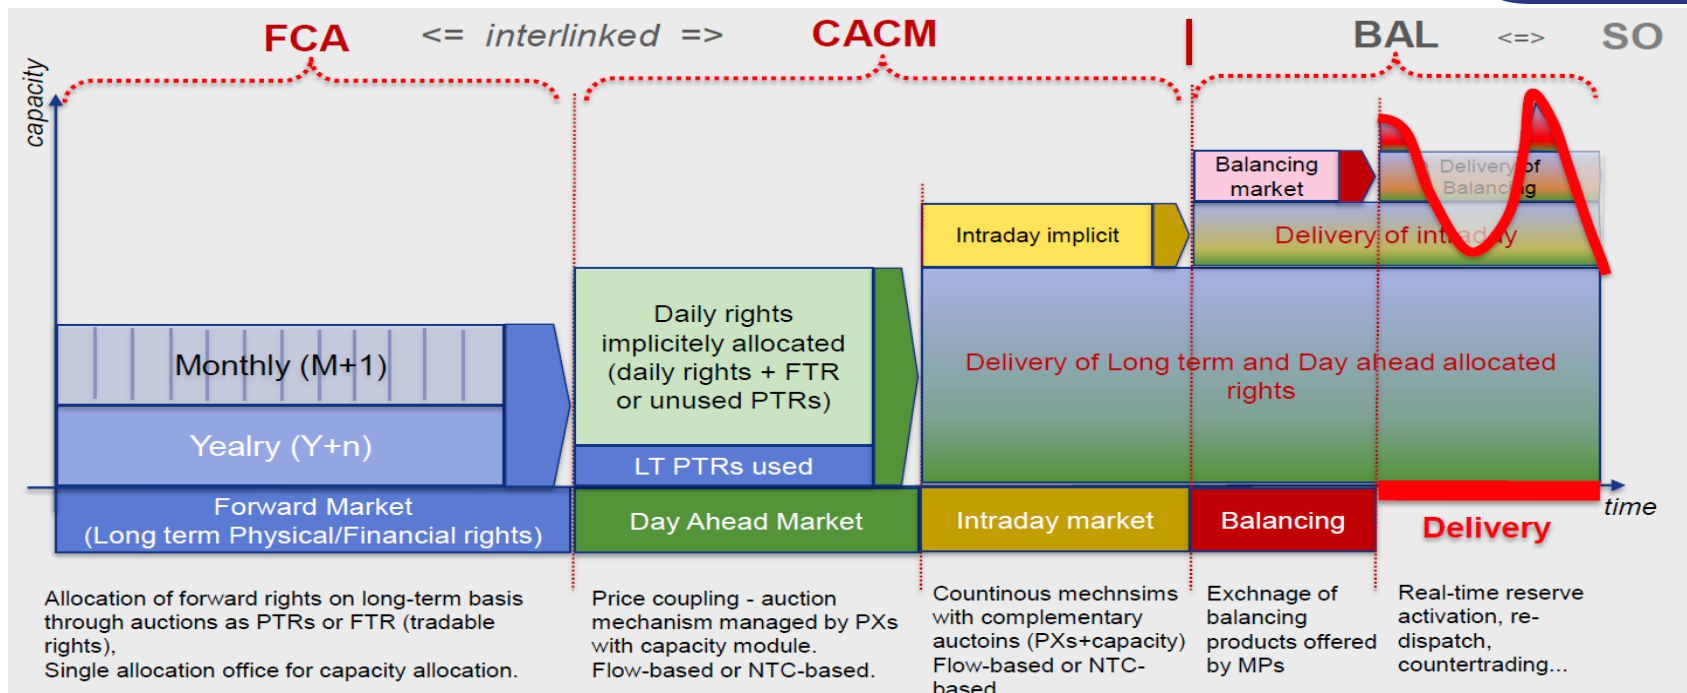 FCA <= interlinked => CACM | BAL <=> SO
capacity
Balancing
market
Delivery of
Balancing
Intraday implicit
Delivery of intraday
Daily rights
implicitely allocated
(daily rights + FTR
or unused PTRs)
Monthly (M+1)
Delivery of Long term and Day ahead allocated
rights
Yealry (Y+n)
LT PTRs used
Forward Market
(Long term Physical/Financial rights)
Day Ahead Market
Intraday market
Balancing
Delivery
time
Allocation of forward rights on long-term basis
through auctions as PTRs or FTR (tradable
rights),
Single allocation office for capacity allocation.
Price coupling - auction
mechanism managed by PXs
with capacity module.
Flow-based or NTC-based.
Countinous mechnsims
with complementary
auctoins (PXs+capacity)
Flow-based or NTC-
based
Exchnage of
balancing
products offered
by MPs
Real-time reserve
activation, re-
dispatch,
countertrading...